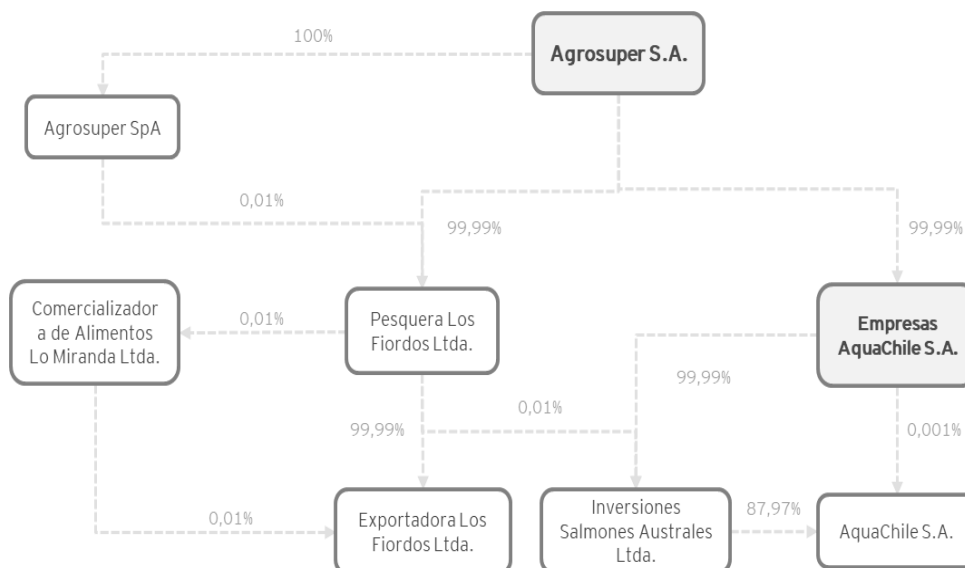 100%
Agrosuper S.A.
Agrosuper SpA
0,01%
99,99%
99,99%
Comercializador
a de Alimentos
Lo Miranda Ltda.
0,01%
Pesquera Los
Fiordos Ltda.
Empresas
AquaChile S.A.
99,99%
0,01%
99,99%
0,001%
0,01%
Exportadora Los
Fiordos Ltda.
Inversiones
Salmones Australes
Ltda.
87,97%
AquaChile S.A.